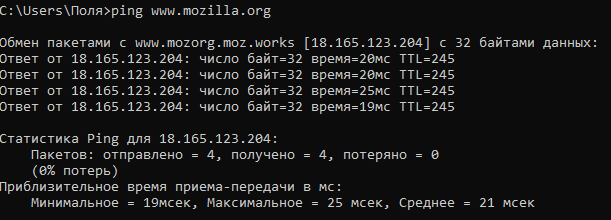 C:\Users\Поля>ping www.mozilla.org
Обмен пакетами с www.mozorg.moz.works [18.165.123.204] с 32 байтами данных:
Ответ от 18.165.123.204: число байт=32 время=20мс TTL=245
Ответ от 18.165.123.204: число байт=32 время=20мс TTL=245
Ответ от 18.165.123.204: число байт=32 время=25мс TTL=245
Ответ от 18.165.123.204: число байт=32 время=19мс TTL=245
Статистика Ping для 18.165.123.204:
Пакетов: отправлено = 4, получено = 4, потеряно = 0
(0% потерь)
Приблизительное время приема-передачи в мс:
Минимальное = 19мсек, Максимальное = 25 мсек, Среднее = 21 мсек